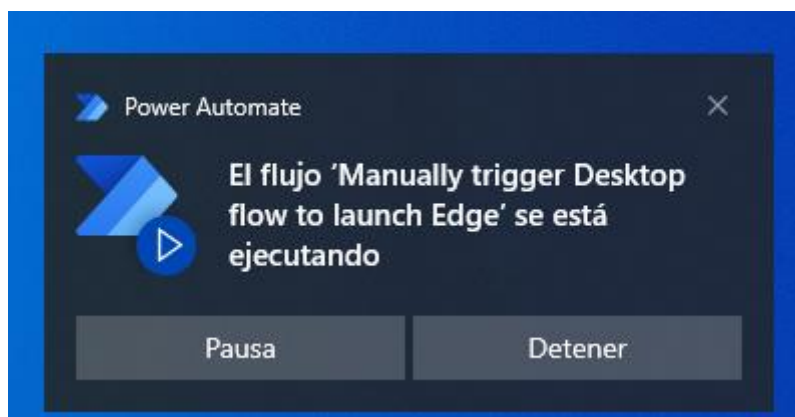 Power Automate
El flujo ‘Manually trigger Desktop
flow to launch Edge’ se está
ejecutando
Pausa
Detener